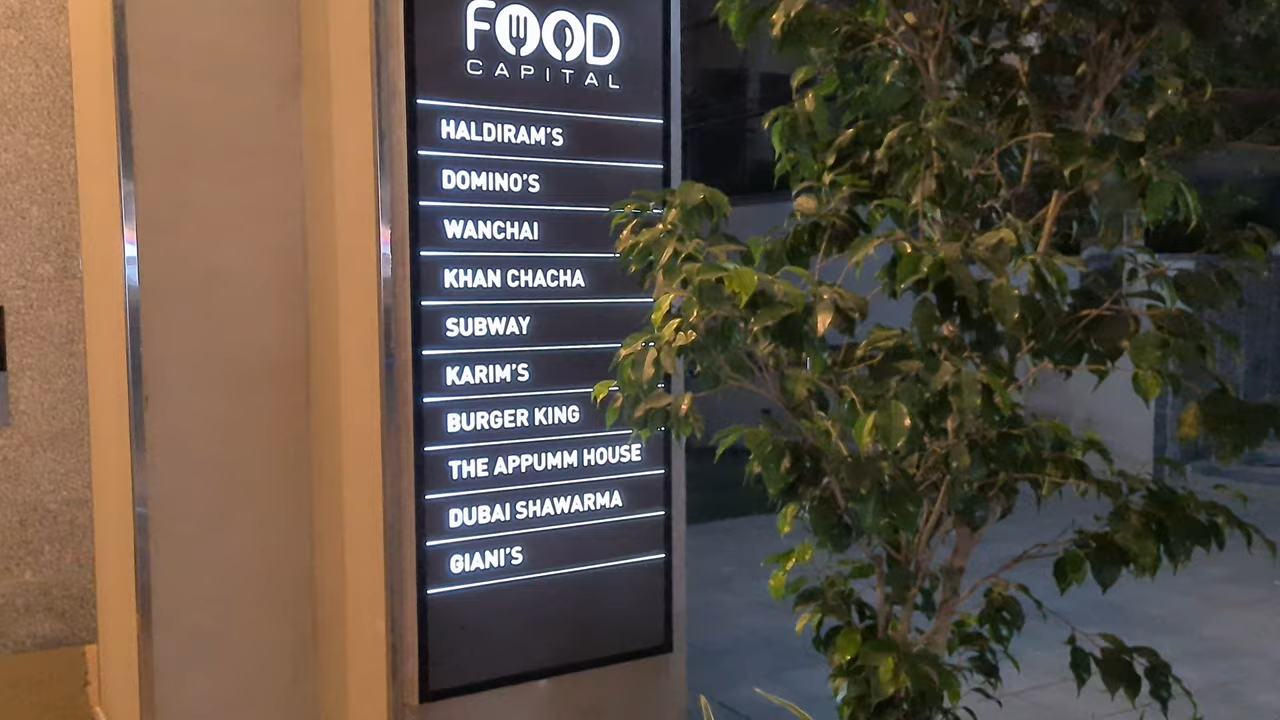 FOOD
CAPITAL
HALDIRAM'S
DOMINO'S
WANCHAI
KHAN CHACHA
SUBWAY
KARIM'S
BURGER KING
THE APPUMM HOUSE
DUBAI SHAWARMA
GIANI'S